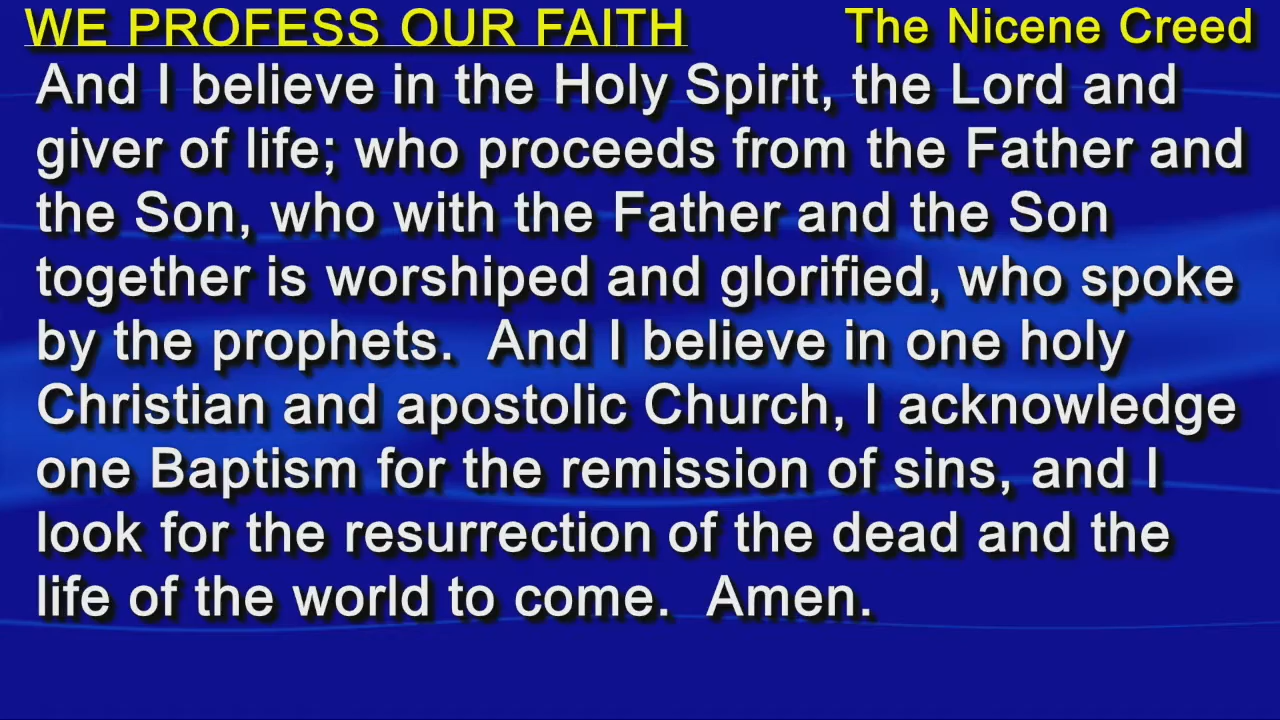 WE PROFESS OUR FAITH The Nicene Creed
And I believe in the Holy Spirit, the Lord and
giver of life; who proceeds from the Father and
the Son, who with the Father and the Son
together is worshiped and glorified, who spoke
by the prophets. And I believe in one holy
Christian and apostolic Church, I acknowledge
one Baptism for the remission of sins, and I
look for the resurrection of the dead and the
life of the world to come. Amen.